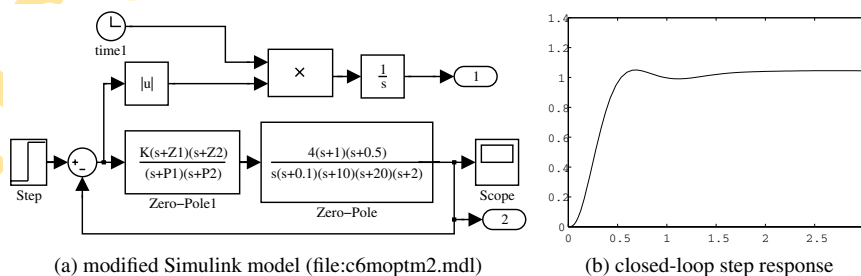 time1
|u|
×
1
s
1
Step
+
−
K(s+Z1)(s+Z2)
(s+P1)(s+P2)
Zero−Pole1
4(s+1)(s+0.5)
s(s+0.1)(s+10)(s+20)(s+2)
Zero−Pole
Scope
2
(a) modified Simulink model (file:c6moptm2.mdl)
1.4
1.2
1
0.8
0.6
0.4
0.2
0
0 0.5 1 1.5 2 2.5 3
(b) closed-loop step response